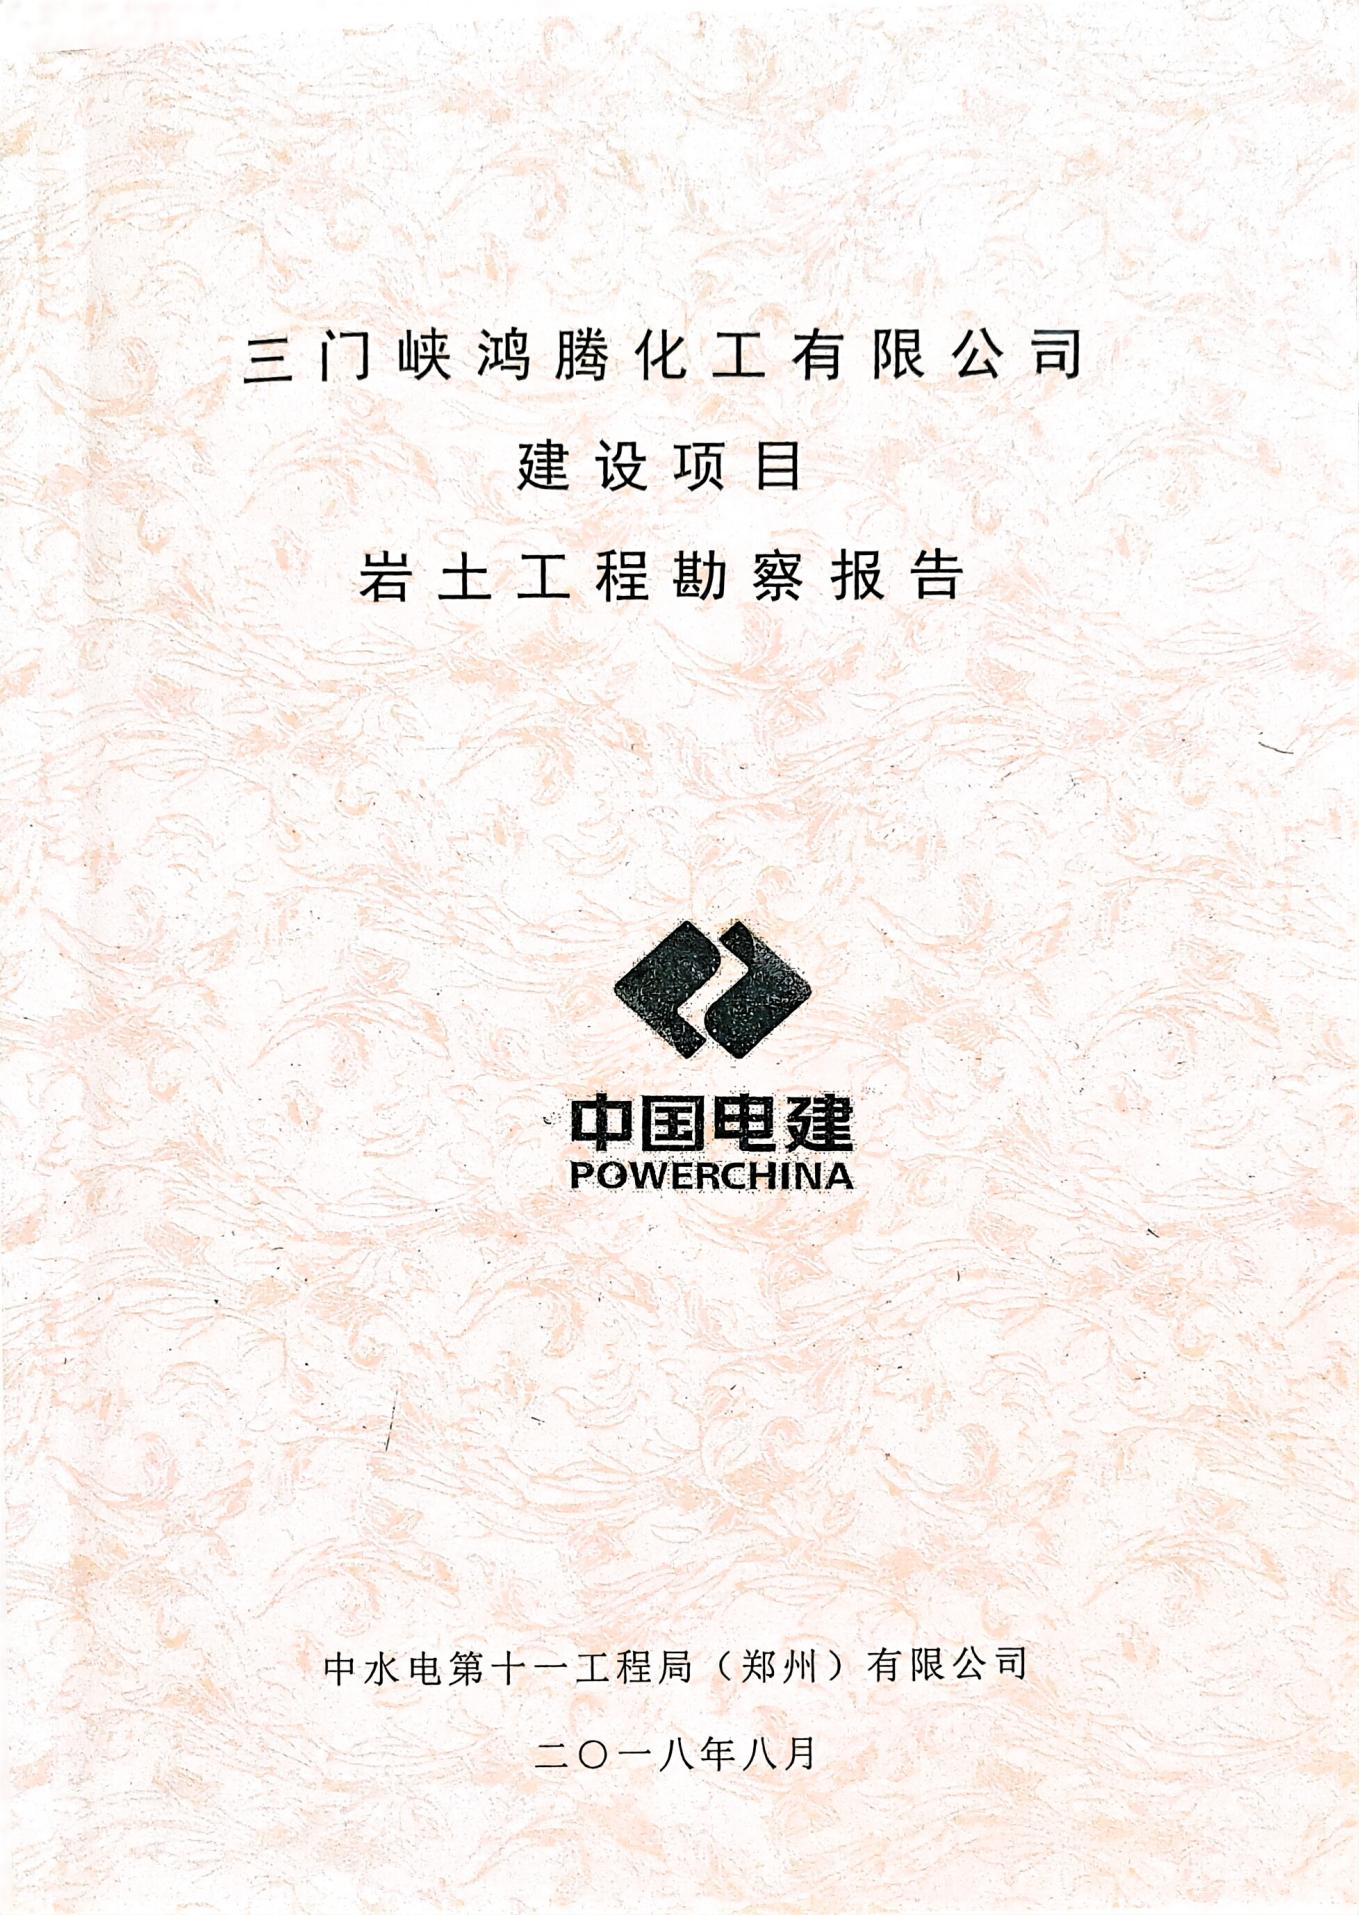 三门峡鸿腾化工有限公司
建设项目
岩土工程勘察报告
中国电建
POWERCHINA
中水电第十一工程局（郑州）有限公司
二〇一八年八月